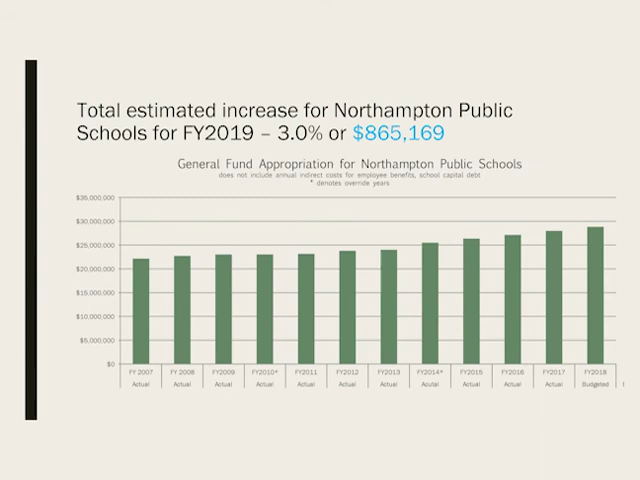 Total estimated increase for Northampton Public
Schools for FY2019 – 3.0% or $865,169
General Fund Appropriation for Northampton Public Schools
does not include annual indirect costs for employee benefits, school capital debt
* denotes override years
$35,000,000
$30,000,000
$25,000,000
$20,000,000
$15,000,000
$10,000,000
$5,000,000
$0
FY 2007 FY 2008 FY2009 FY2010* FY2011 FY2012 FY2013 FY2014* FY2015 FY2016 FY2017 FY2018
Actual Actual Actual Actual Actual Actual Actual Acutal Actual Actual Actual Budgeted